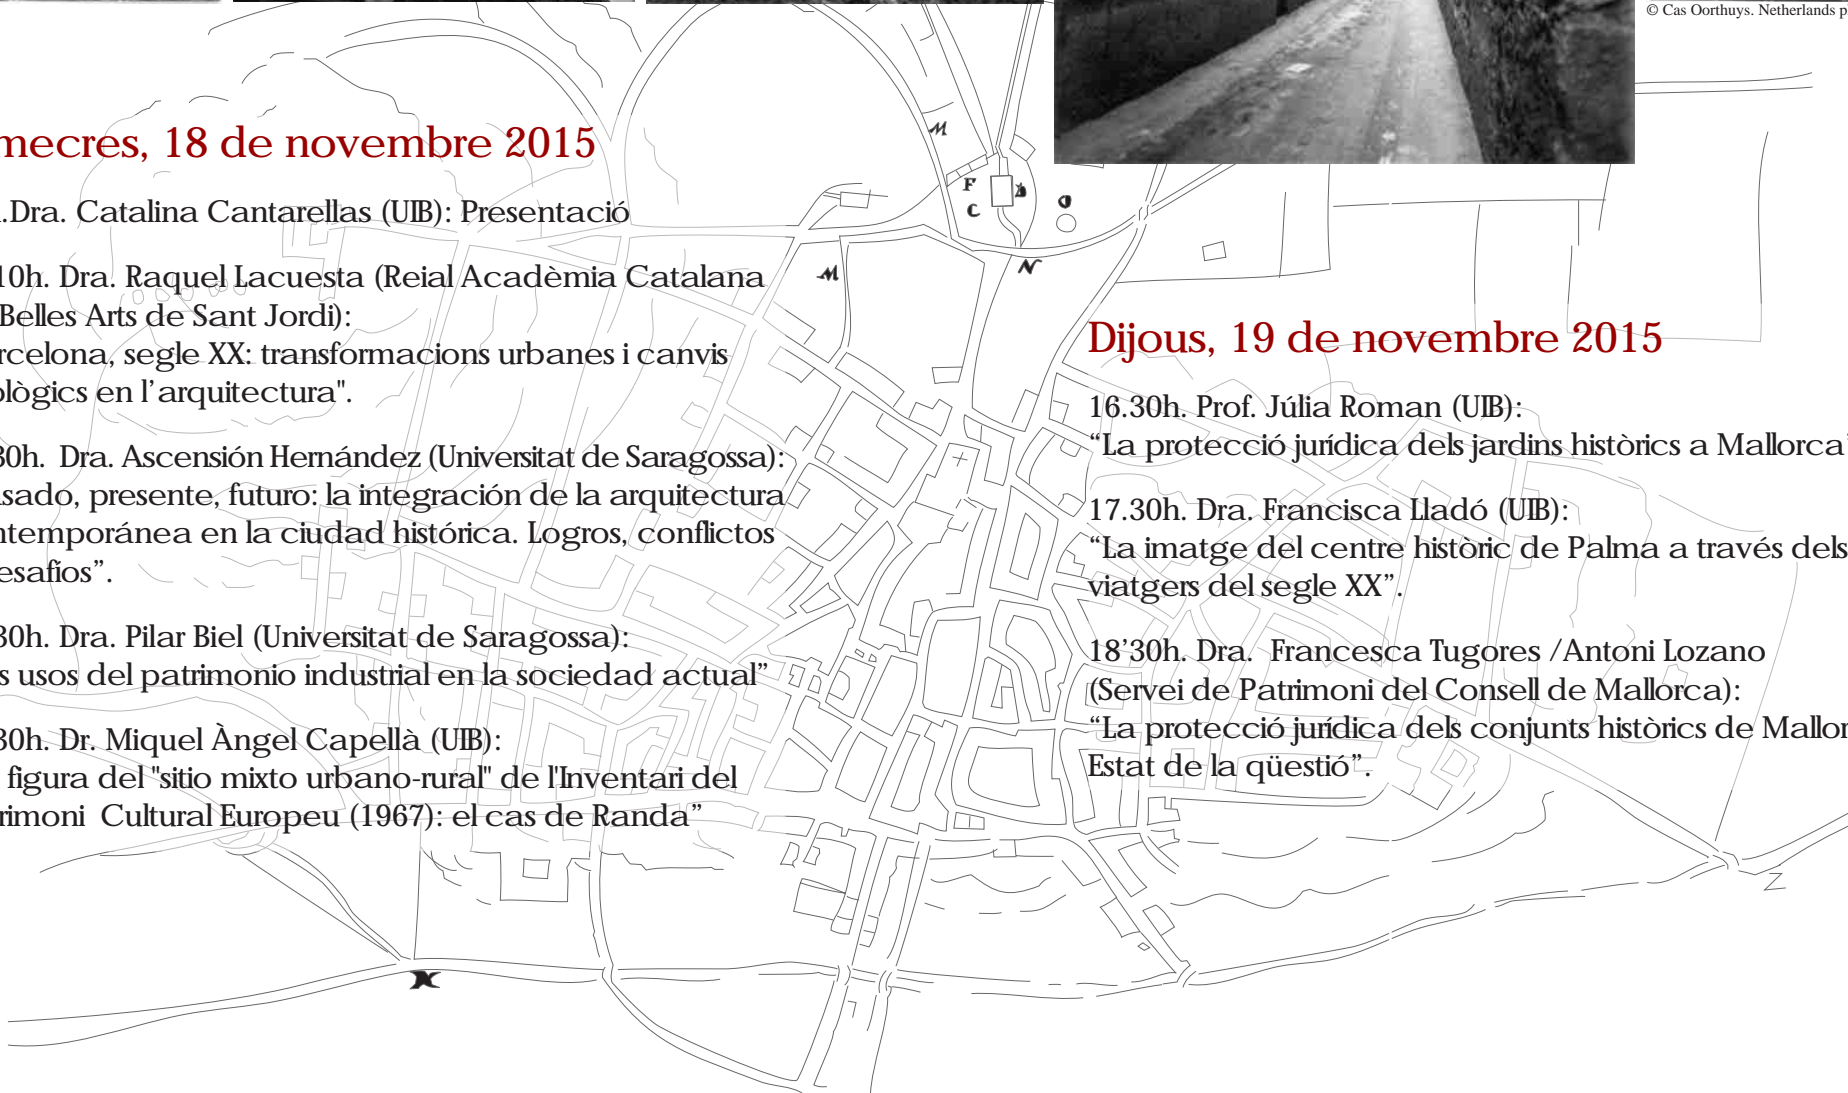 © Cas Oorthuys. Netherlands p
mecres, 18 de novembre 2015
.Dra. Catalina Cantarellas (UIB): Presentació
10h. Dra. Raquel Lacuesta (Reial Acadèmia Catalana
Belles Arts de Sant Jordi):
rcelona, segle XX: transformacions urbanes i canvis
ològics en l’arquitectura".
30h. Dra. Ascensión Hernández (Universitat de Saragossa):
sado, presente, futuro: la integración de la arquitectura
ntemporánea en la ciudad histórica. Logros, conflictos
esafíos”.
30h. Dra. Pilar Biel (Universitat de Saragossa):
s usos del patrimonio industrial en la sociedad actual”
30h. Dr. Miquel Àngel Capellà (UIB):
figura del "sitio mixto urbano-rural" de l'Inventari del
rimoni Cultural Europeu (1967): el cas de Randa”
Dijous, 19 de novembre 2015
16.30h. Prof. Júlia Roman (UIB):
“La protecció jurídica dels jardins històrics a Mallorca”
17.30h. Dra. Francisca Lladó (UIB):
“La imatge del centre històric de Palma a través dels
viatgers del segle XX”.
18’30h. Dra. Francesca Tugores /Antoni Lozano
(Servei de Patrimoni del Consell de Mallorca):
“La protecció jurídica dels conjunts històrics de Mallor
Estat de la qüestió”.
M
F
C
O
M
N